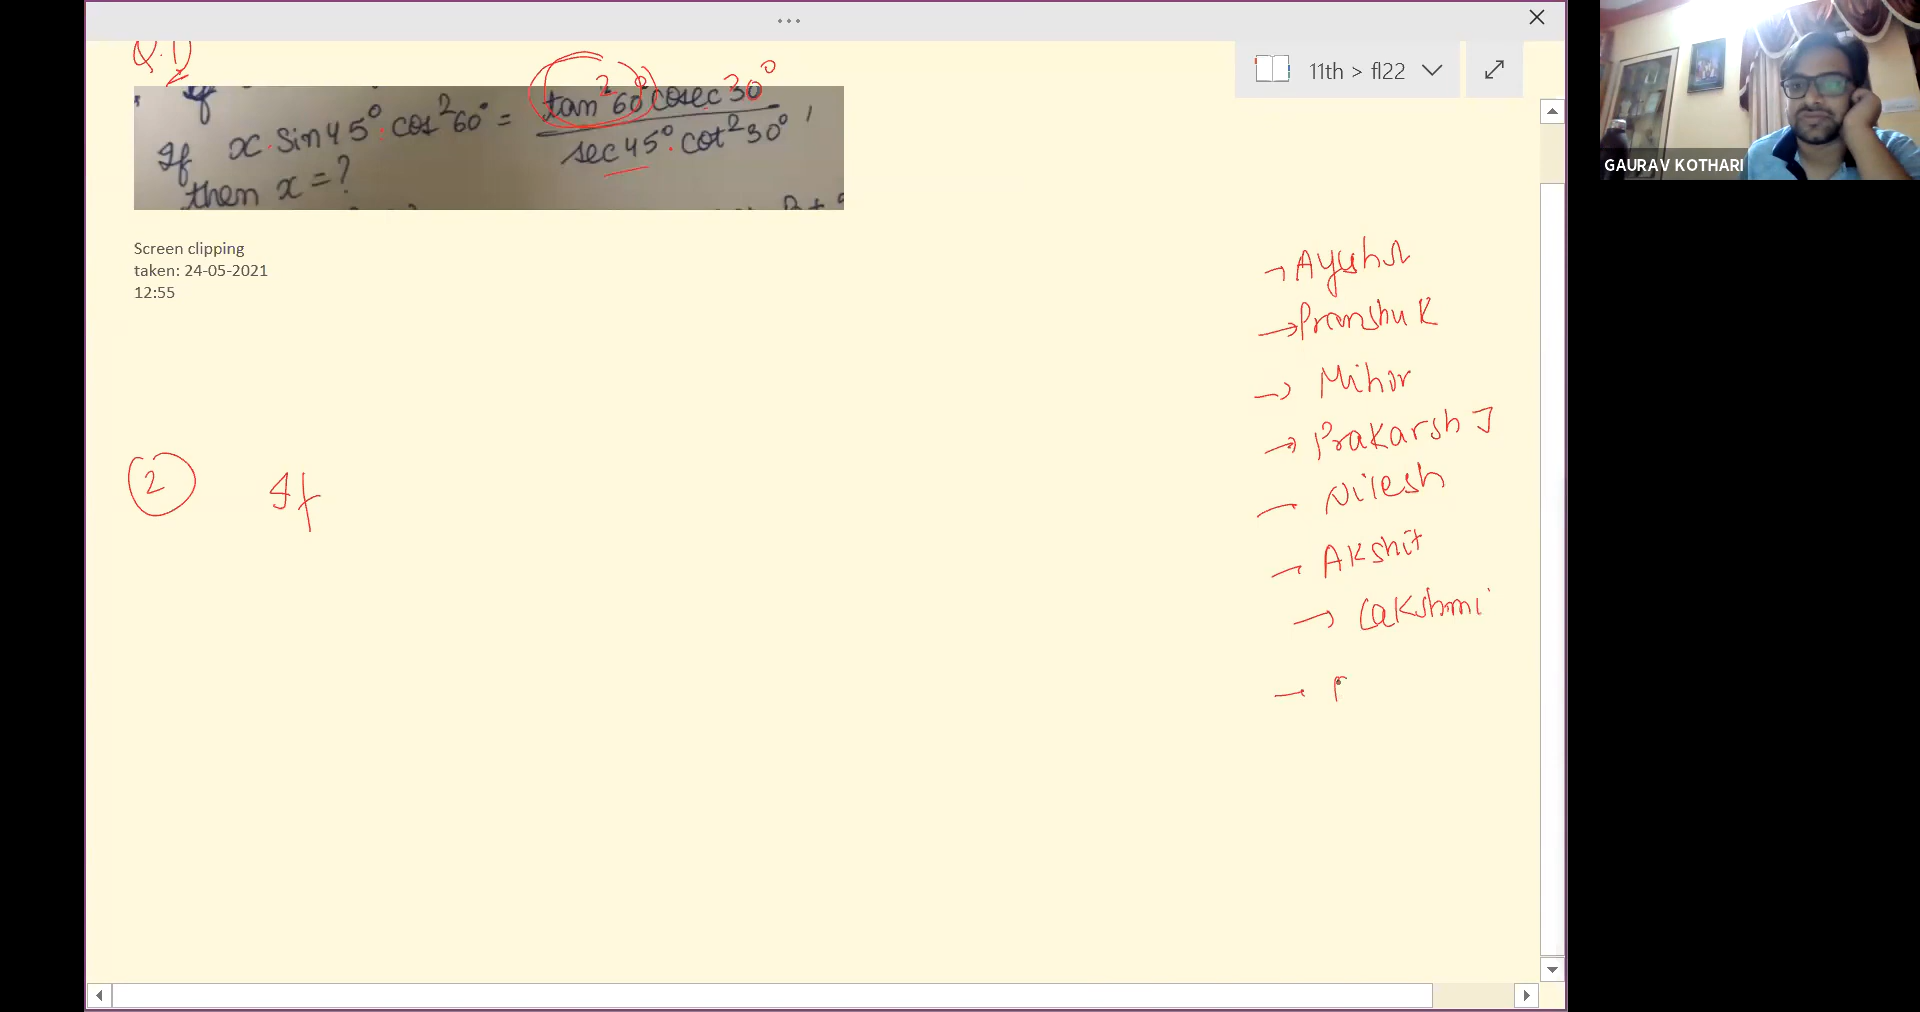 Q.1)
11th > fl22
If x.sin45°.cos²60° = tan²60° cosec 30° / sec45°.cot²30° ,
then x = ?
GAURAV KOTHARI
Screen clipping
taken: 24-05-2021
12:55
→ Ayush
→ Pranshu K
→ Mihir
→ Prakarsh J
— Nilesh
2 If
— Akshit
→ Lakshmi